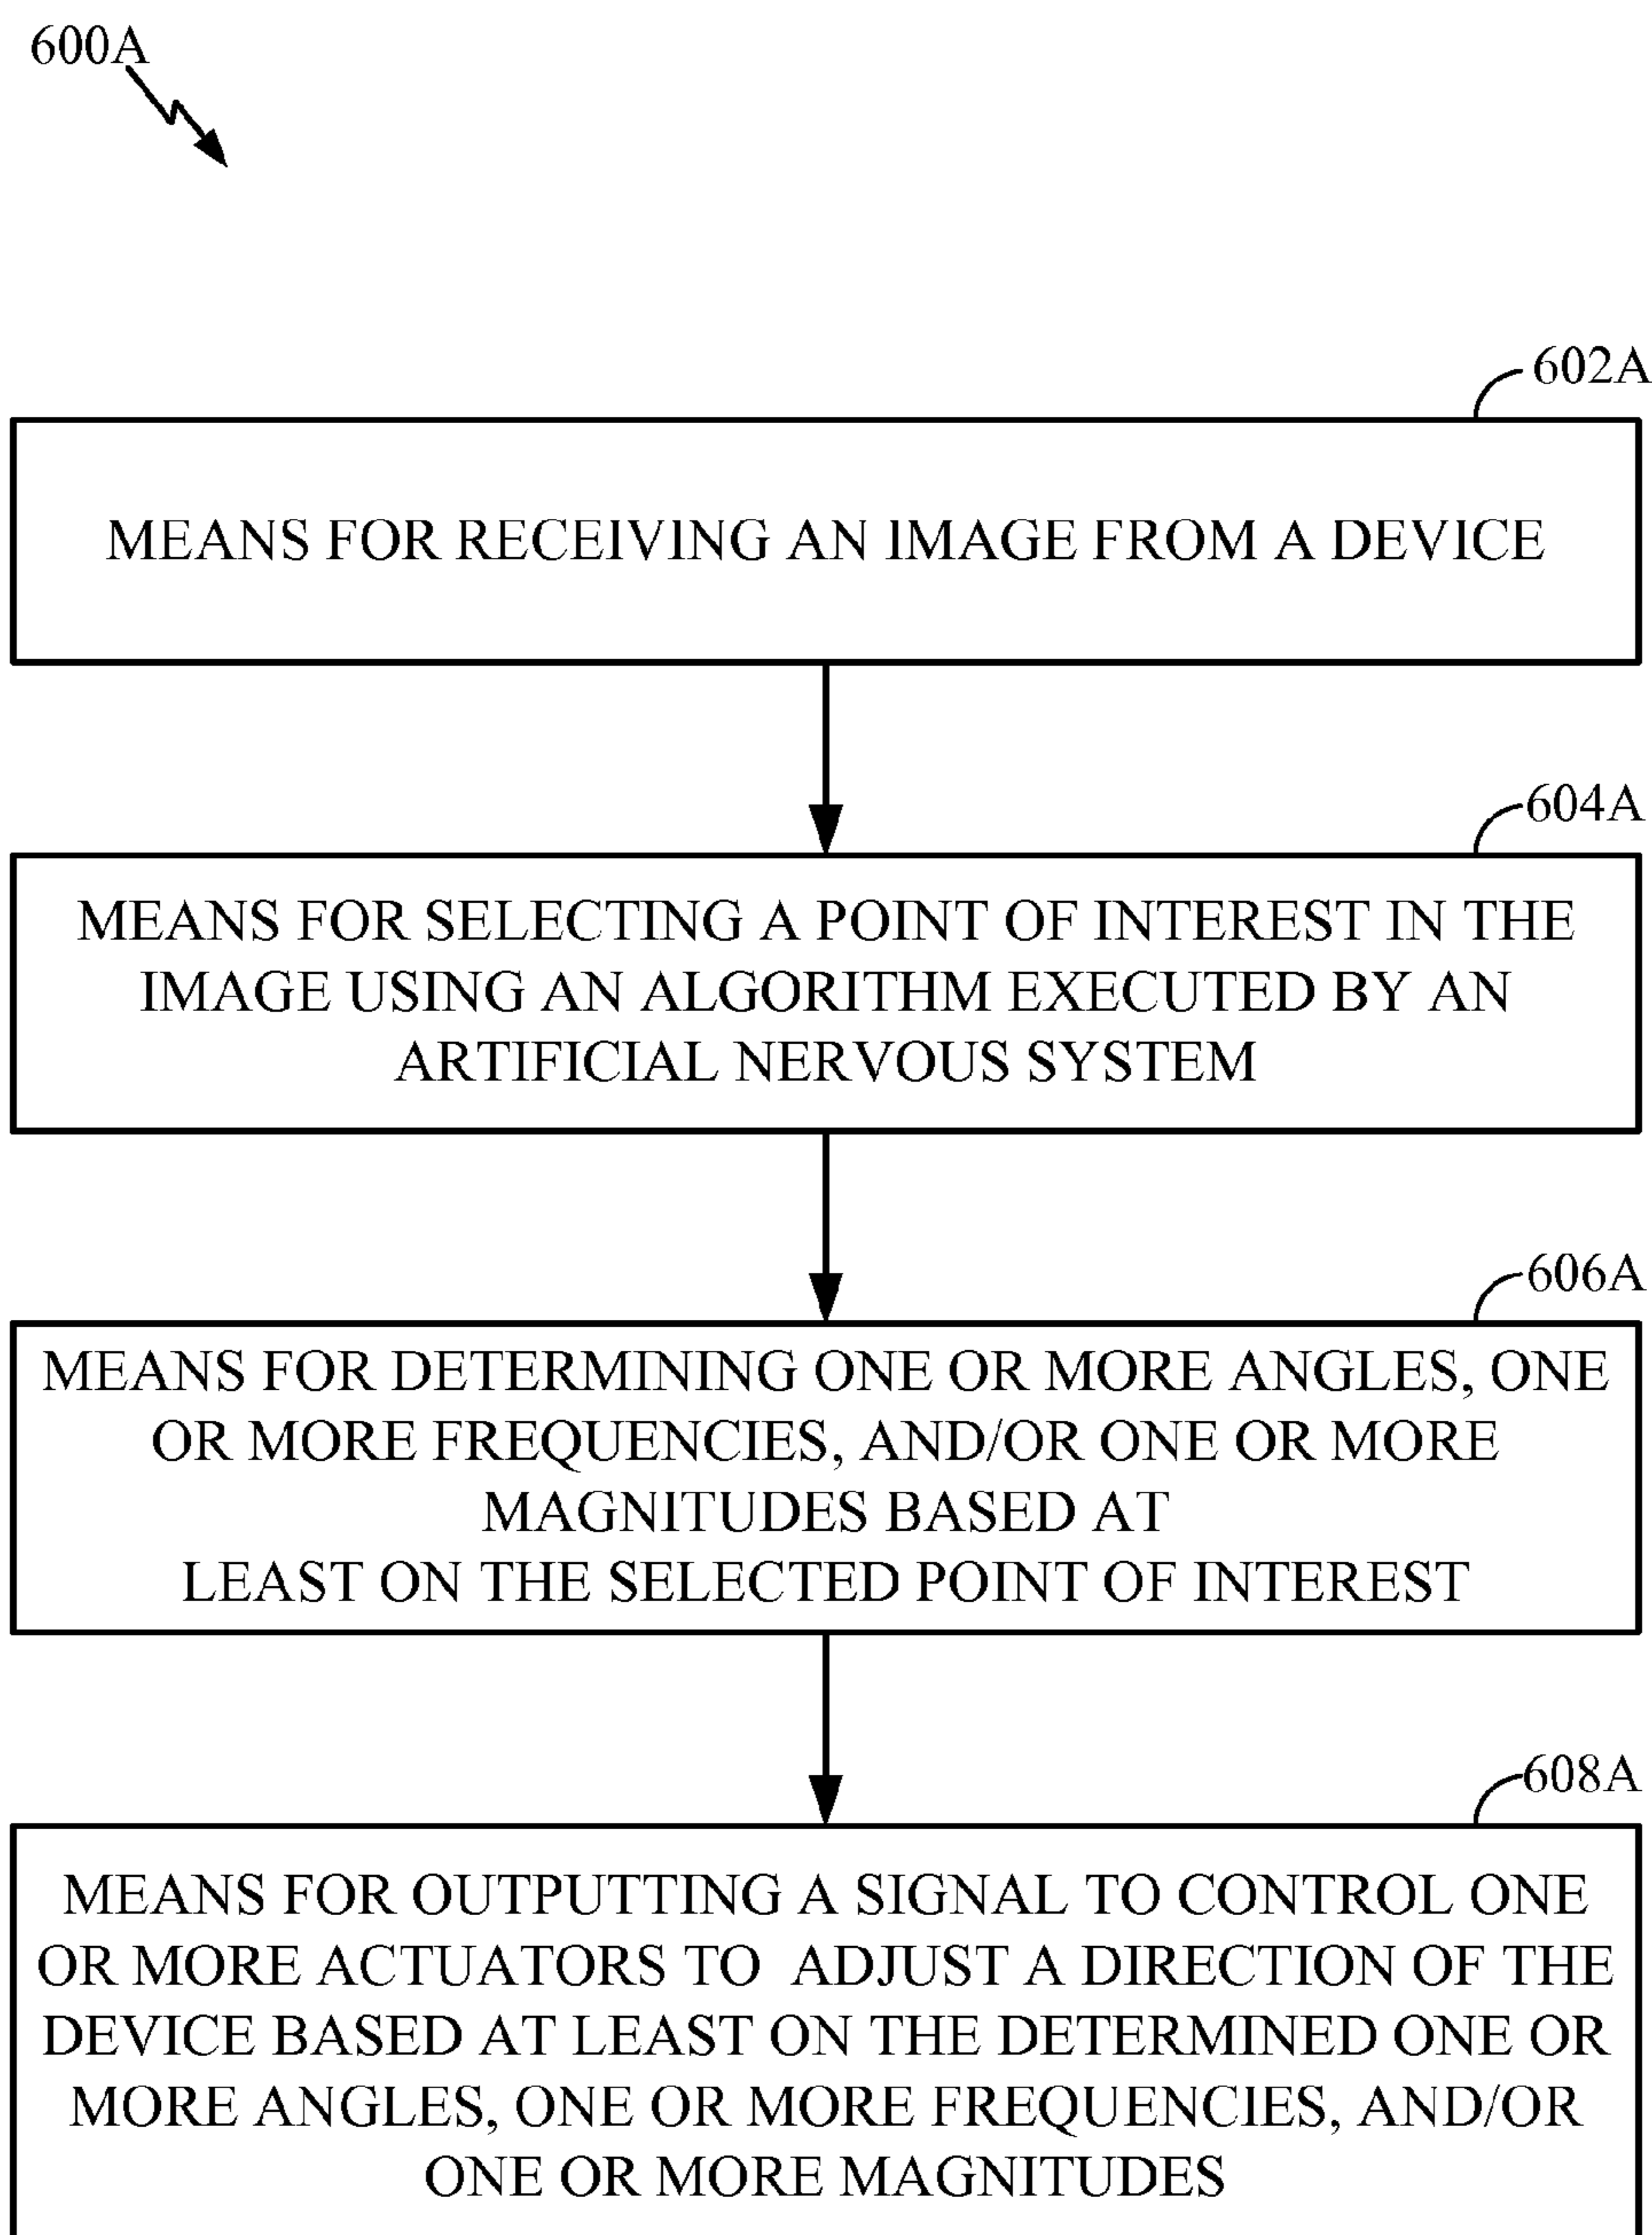 600A
602A
MEANS FOR RECEIVING AN IMAGE FROM A DEVICE
604A
MEANS FOR SELECTING A POINT OF INTEREST IN THE
IMAGE USING AN ALGORITHM EXECUTED BY AN
ARTIFICIAL NERVOUS SYSTEM
606A
MEANS FOR DETERMINING ONE OR MORE ANGLES, ONE
OR MORE FREQUENCIES, AND/OR ONE OR MORE
MAGNITUDES BASED AT
LEAST ON THE SELECTED POINT OF INTEREST
608A
MEANS FOR OUTPUTTING A SIGNAL TO CONTROL ONE
OR MORE ACTUATORS TO ADJUST A DIRECTION OF THE
DEVICE BASED AT LEAST ON THE DETERMINED ONE OR
MORE ANGLES, ONE OR MORE FREQUENCIES, AND/OR
ONE OR MORE MAGNITUDES